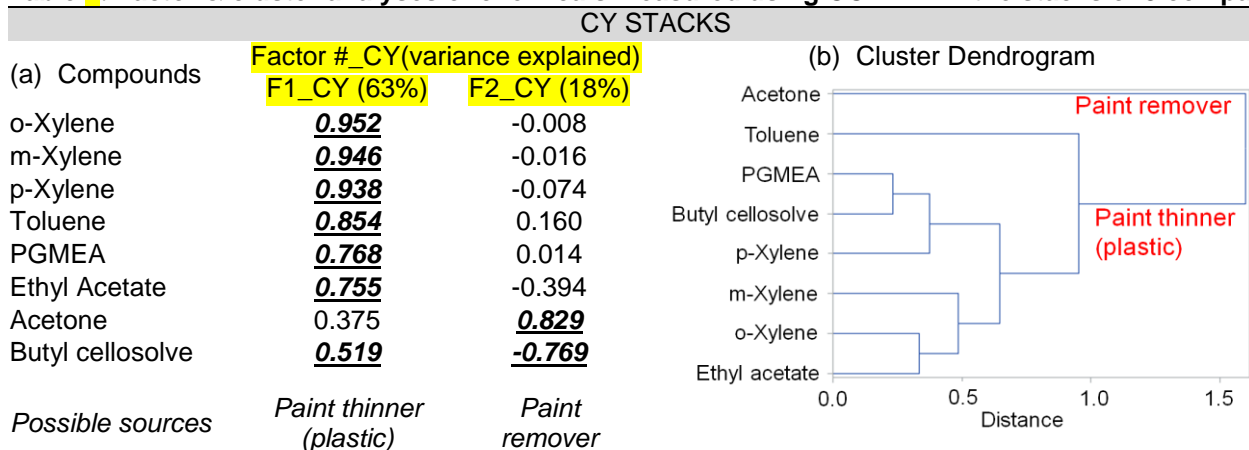 CY STACKS
(a) Compounds
Factor #_CY(variance explained)
F1_CY (63%) F2_CY (18%)
o-Xylene 0.952 -0.008
m-Xylene 0.946 -0.016
p-Xylene 0.938 -0.074
Toluene 0.854 0.160
PGMEA 0.768 0.014
Ethyl Acetate 0.755 -0.394
Acetone 0.375 0.829
Butyl cellosolve 0.519 -0.769
Possible sources
Paint thinner
(plastic)
Paint
remover
(b) Cluster Dendrogram
Acetone
Paint remover
Toluene
PGMEA
Butyl cellosolve
Paint thinner
(plastic)
p-Xylene
m-Xylene
o-Xylene
Ethyl acetate
0.0 0.5 1.0 1.5
Distance